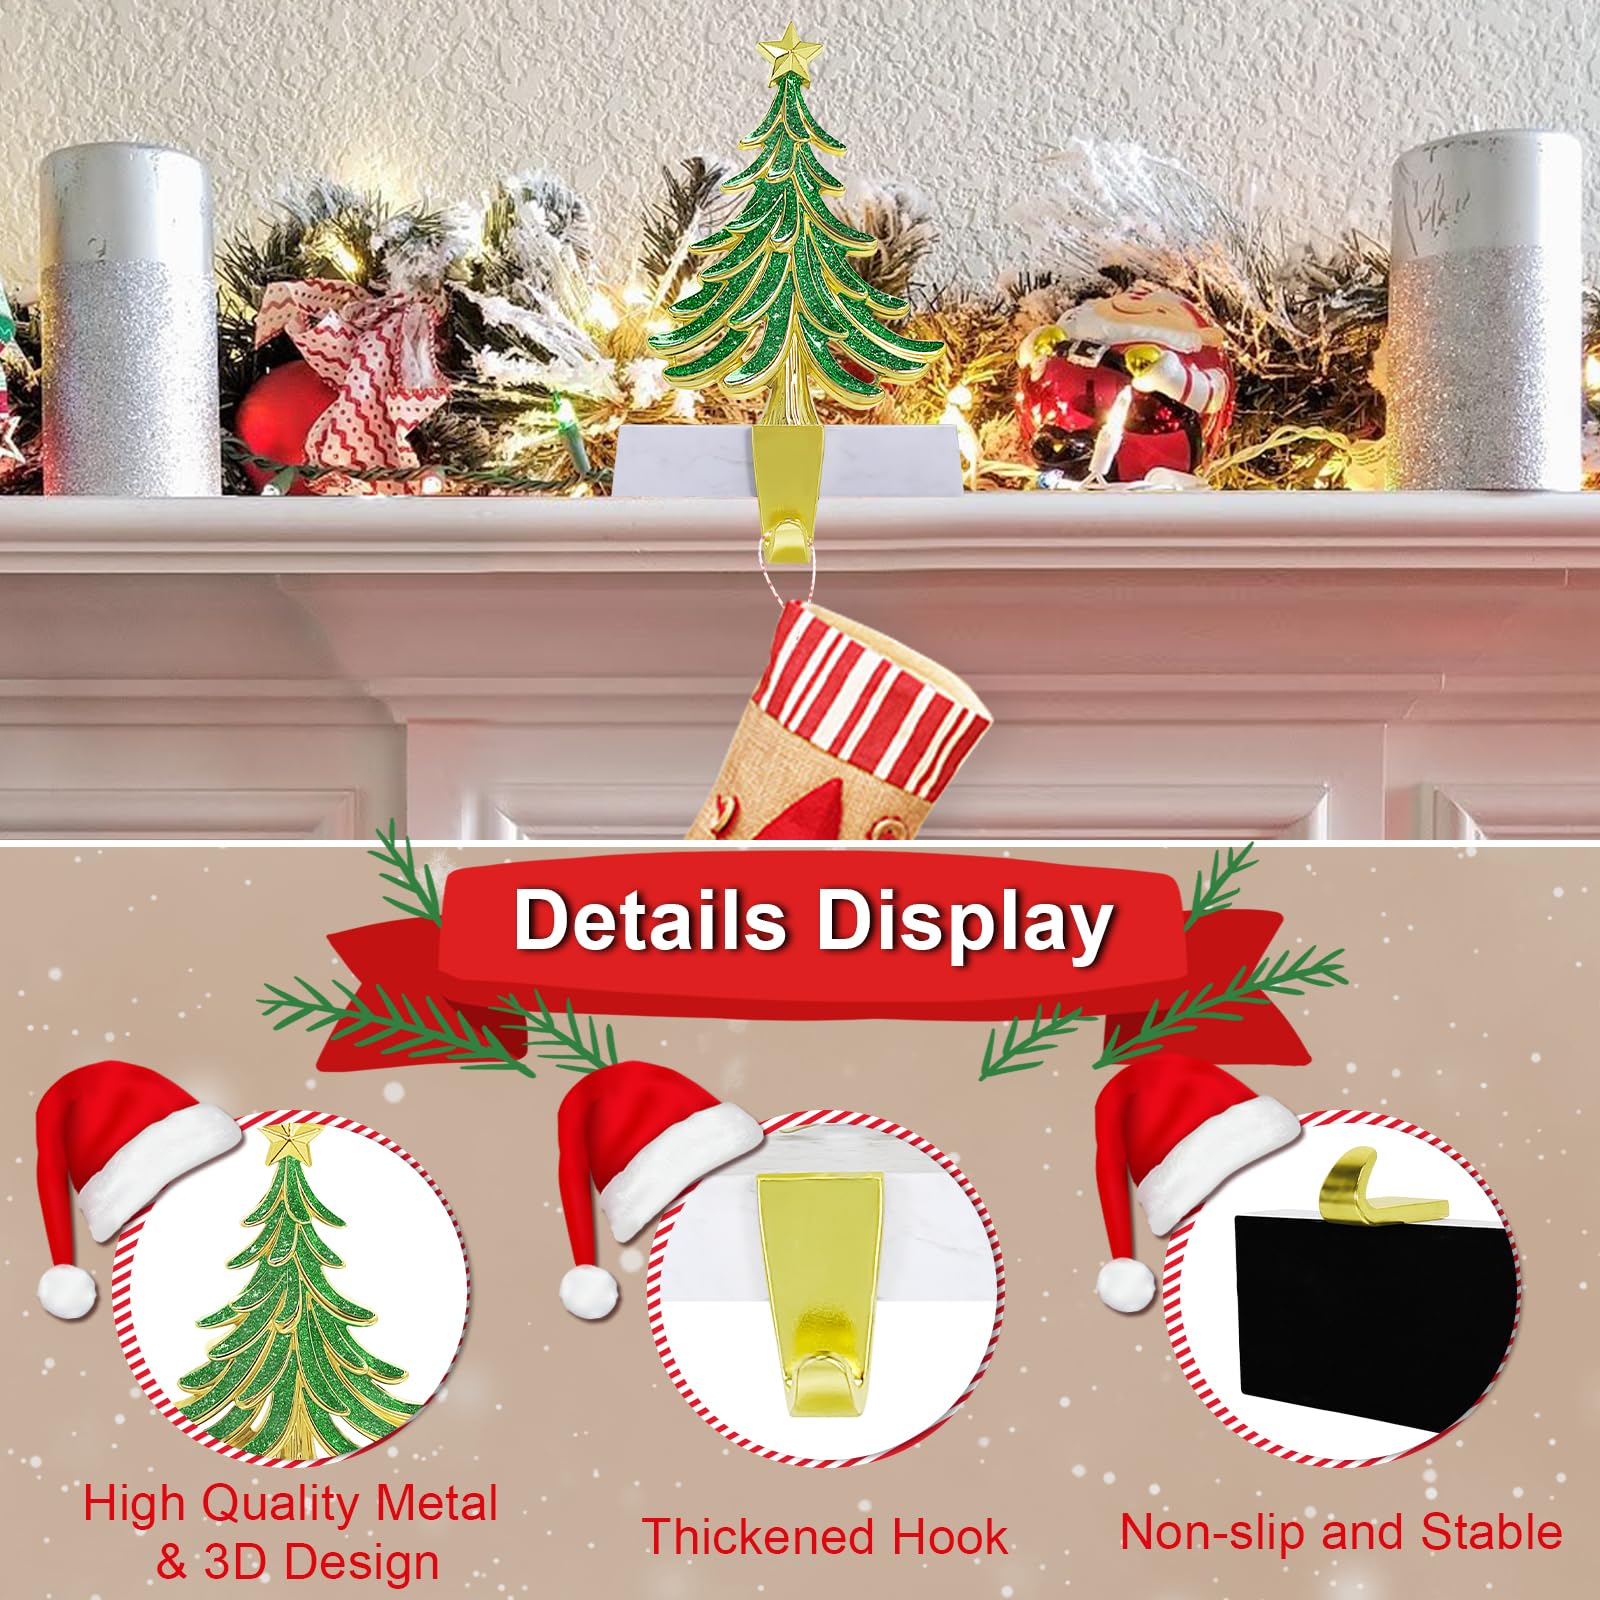 Details Display
High Quality Metal
& 3D Design
Thickened Hook
Non-slip and Stable